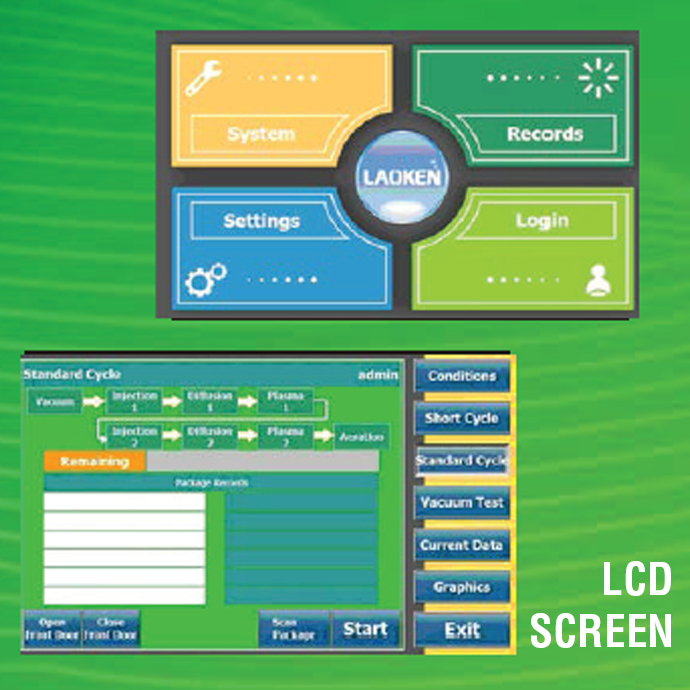 System
Records
LAOKEN
Settings
Login
Standard Cycle
admin
Vacuum
Injection
1
Diffusion
1
Plasma
1
Injection
2
Diffusion
2
Plasma
2
Aeration
Remaining
Package Records
Open
Front Door
Close
Front Door
Scan
Package
Start
Conditions
Short Cycle
Standard Cycle
Vacuum Test
Current Data
Graphics
Exit
LCD
SCREEN